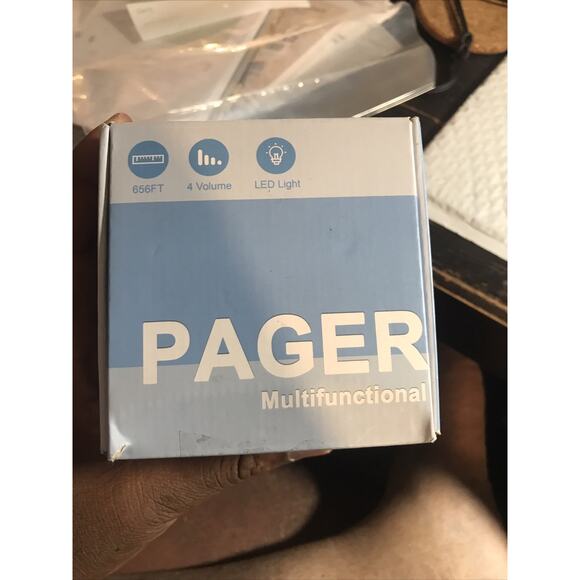 656FT 4 Volume LED Light
PAGER
Multifunctional